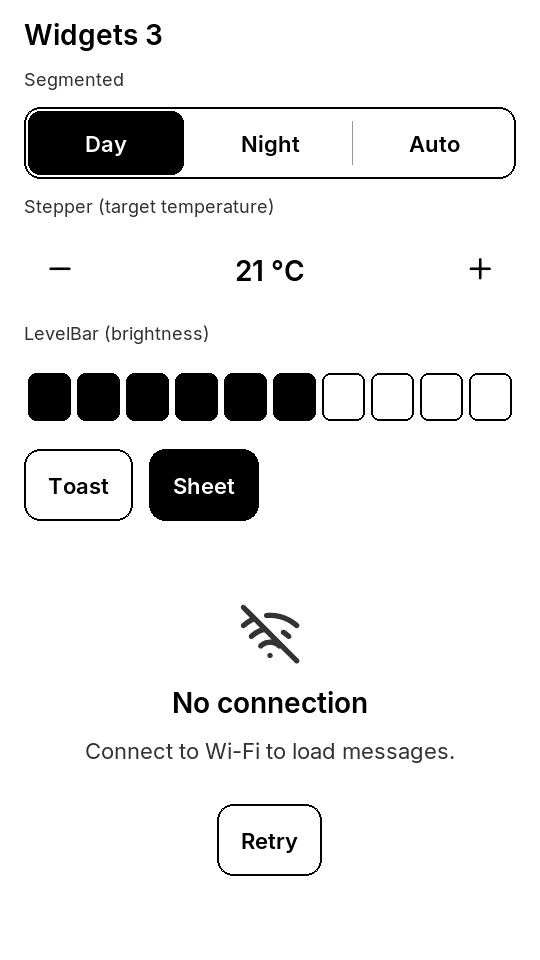 Widgets 3
Segmented
Day Night Auto
Stepper (target temperature)
− 21 °C +
LevelBar (brightness)
Toast Sheet
No connection
Connect to Wi-Fi to load messages.
Retry